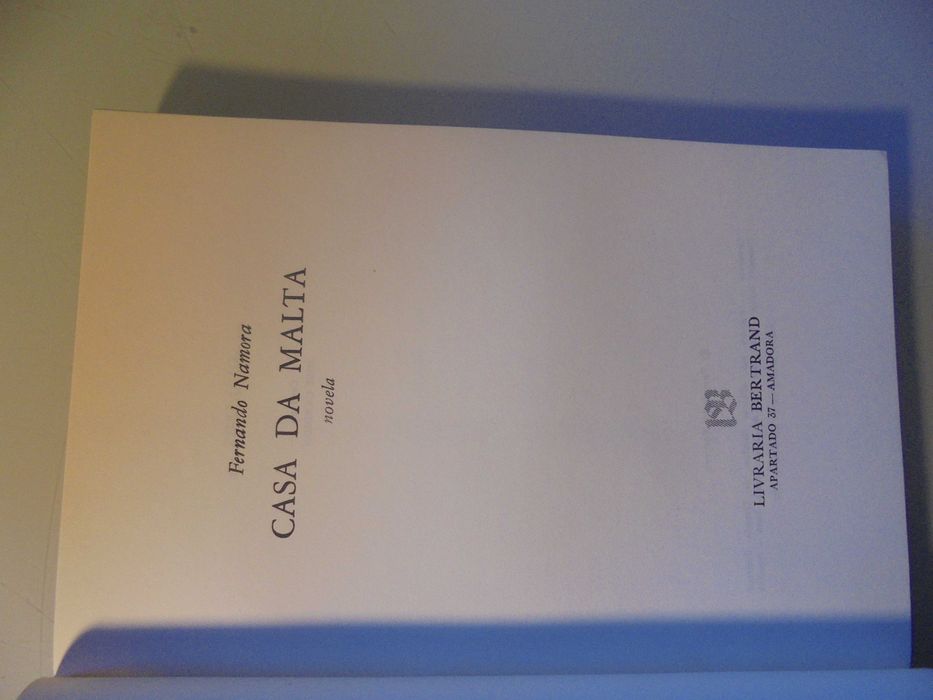 Fernando Namora
CASA DA MALTA
novela
B
LIVRARIA BERTRAND
APARTADO 37 — AMADORA